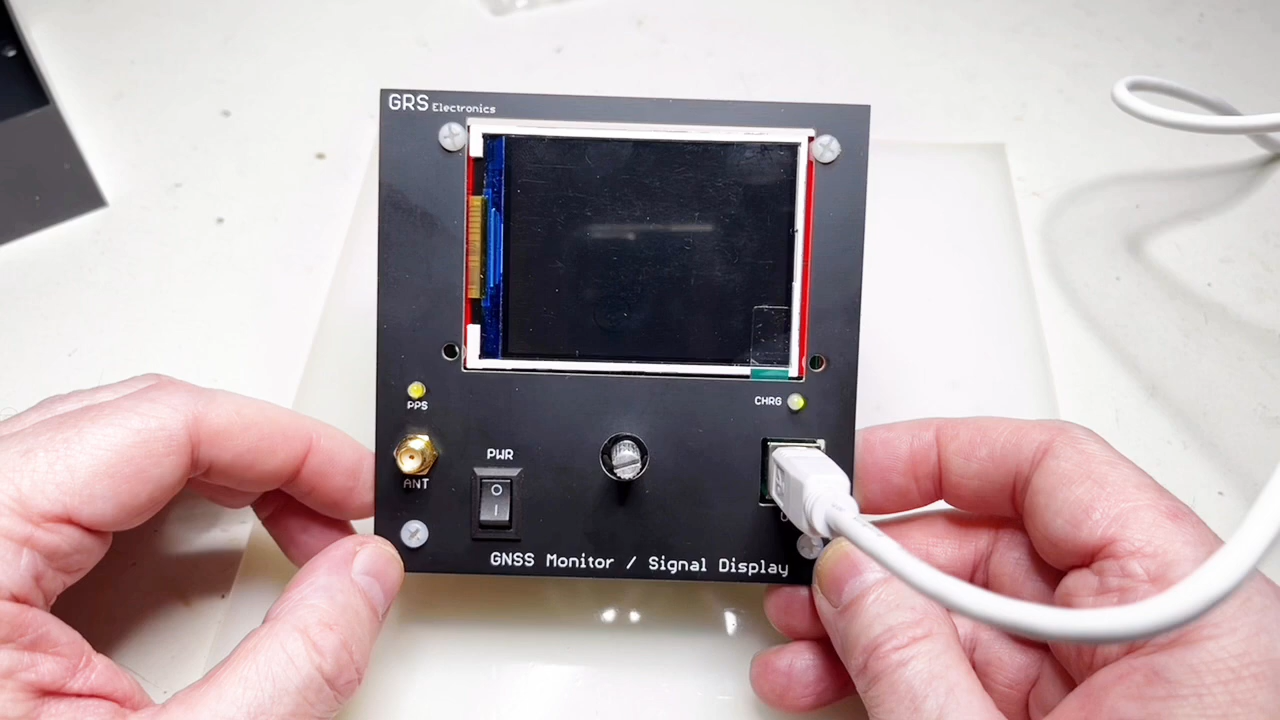 GRS Electronics
PPS
CHRG
ANT
PWR
O
I
GNSS Monitor / Signal Display